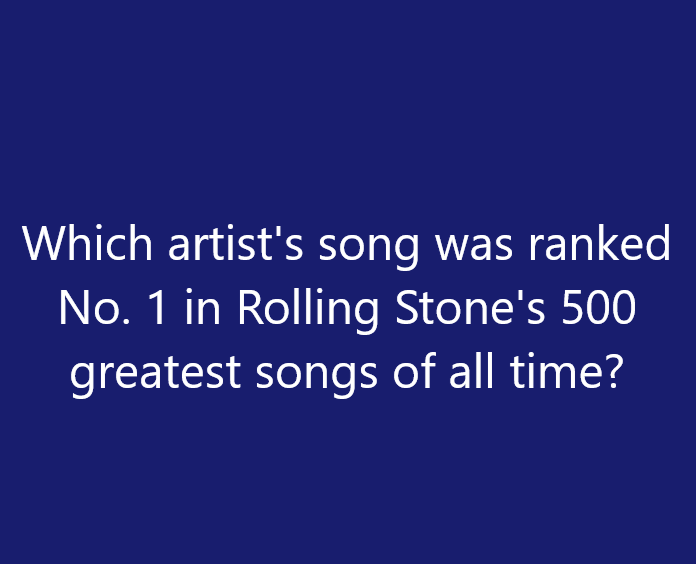 Which artist's song was ranked
No. 1 in Rolling Stone's 500
greatest songs of all time?